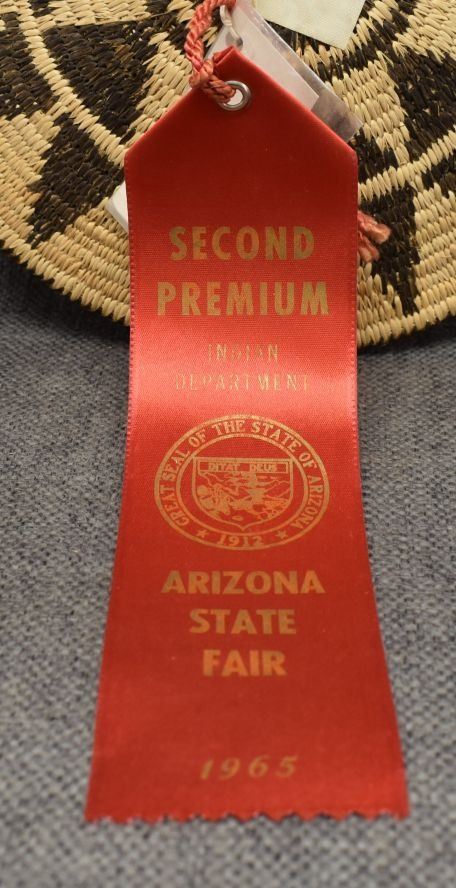 SECOND
PREMIUM
INDIAN
DEPARTMENT
GREAT SEAL OF THE STATE OF ARIZONA
DITAT DEUS
★ 1912 ★
ARIZONA
STATE
FAIR
1965